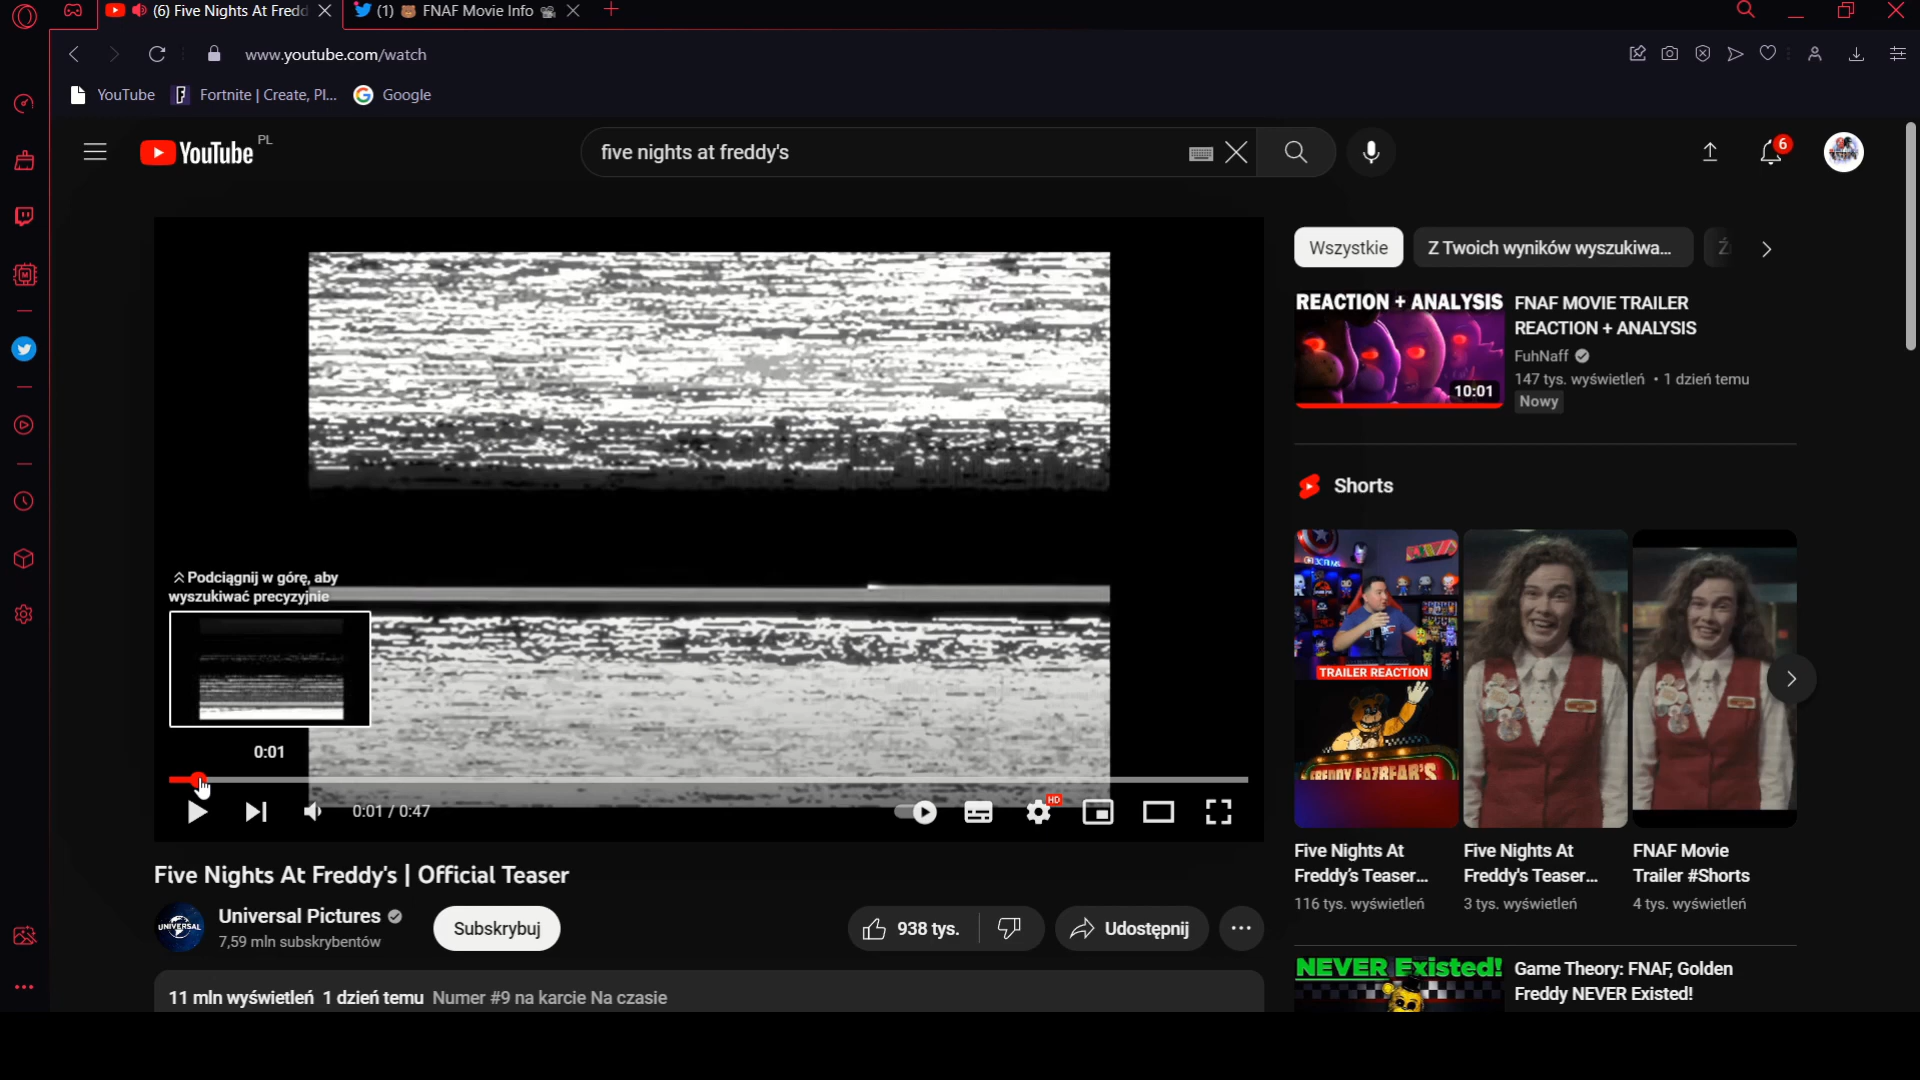 (6) Five Nights At Fredd
(1) 🐻 FNAF Movie Info 📽
www.youtube.com/watch
YouTube
Fortnite | Create, Pl...
Google
YouTube PL
five nights at freddy's
6
Wszystkie
Z Twoich wyników wyszukiwa...
REACTION + ANALYSIS
10:01
FNAF MOVIE TRAILER
REACTION + ANALYSIS
FuhNaff
147 tys. wyświetleń • 1 dzień temu
Nowy
Shorts
TRAILER REACTION
FREDDY FAZBEAR'S
Five Nights At
Freddy's Teaser...
116 tys. wyświetleń
Five Nights At
Freddy's Teaser...
3 tys. wyświetleń
FNAF Movie
Trailer #Shorts
4 tys. wyświetleń
NEVER Existed!
Game Theory: FNAF, Golden
Freddy NEVER Existed!
Podciągnij w górę, aby
wyszukiwać precyzyjnie
0:01
0:01 / 0:47
HD
Five Nights At Freddy's | Official Teaser
UNIVERSAL
Universal Pictures
7,59 mln subskrybentów
Subskrybuj
938 tys.
Udostępnij
11 mln wyświetleń 1 dzień temu Numer #9 na karcie Na czasie